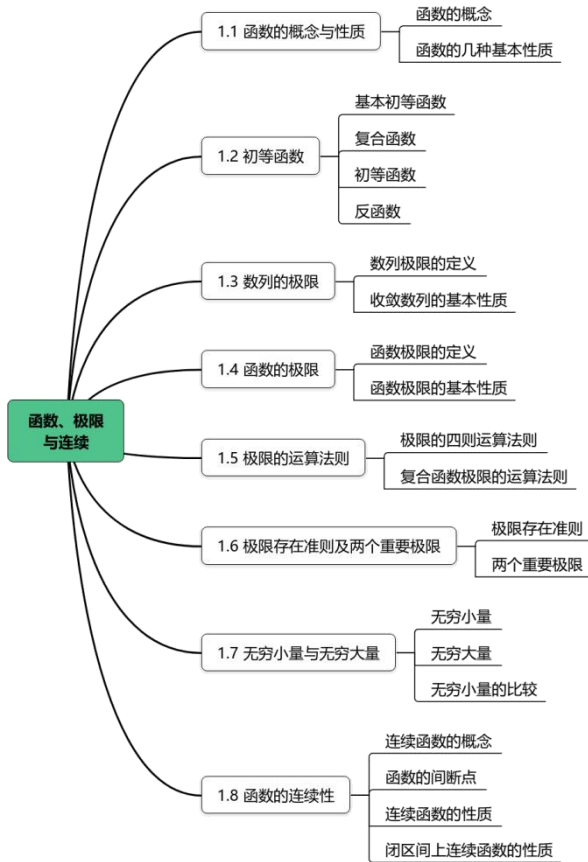 函数、极限
与连续
1.1 函数的概念与性质
函数的概念
函数的几种基本性质
1.2 初等函数
基本初等函数
复合函数
初等函数
反函数
1.3 数列的极限
数列极限的定义
收敛数列的基本性质
1.4 函数的极限
函数极限的定义
函数极限的基本性质
1.5 极限的运算法则
极限的四则运算法则
复合函数极限的运算法则
1.6 极限存在准则及两个重要极限
极限存在准则
两个重要极限
1.7 无穷小量与无穷大量
无穷小量
无穷大量
无穷小量的比较
1.8 函数的连续性
连续函数的概念
函数的间断点
连续函数的性质
闭区间上连续函数的性质